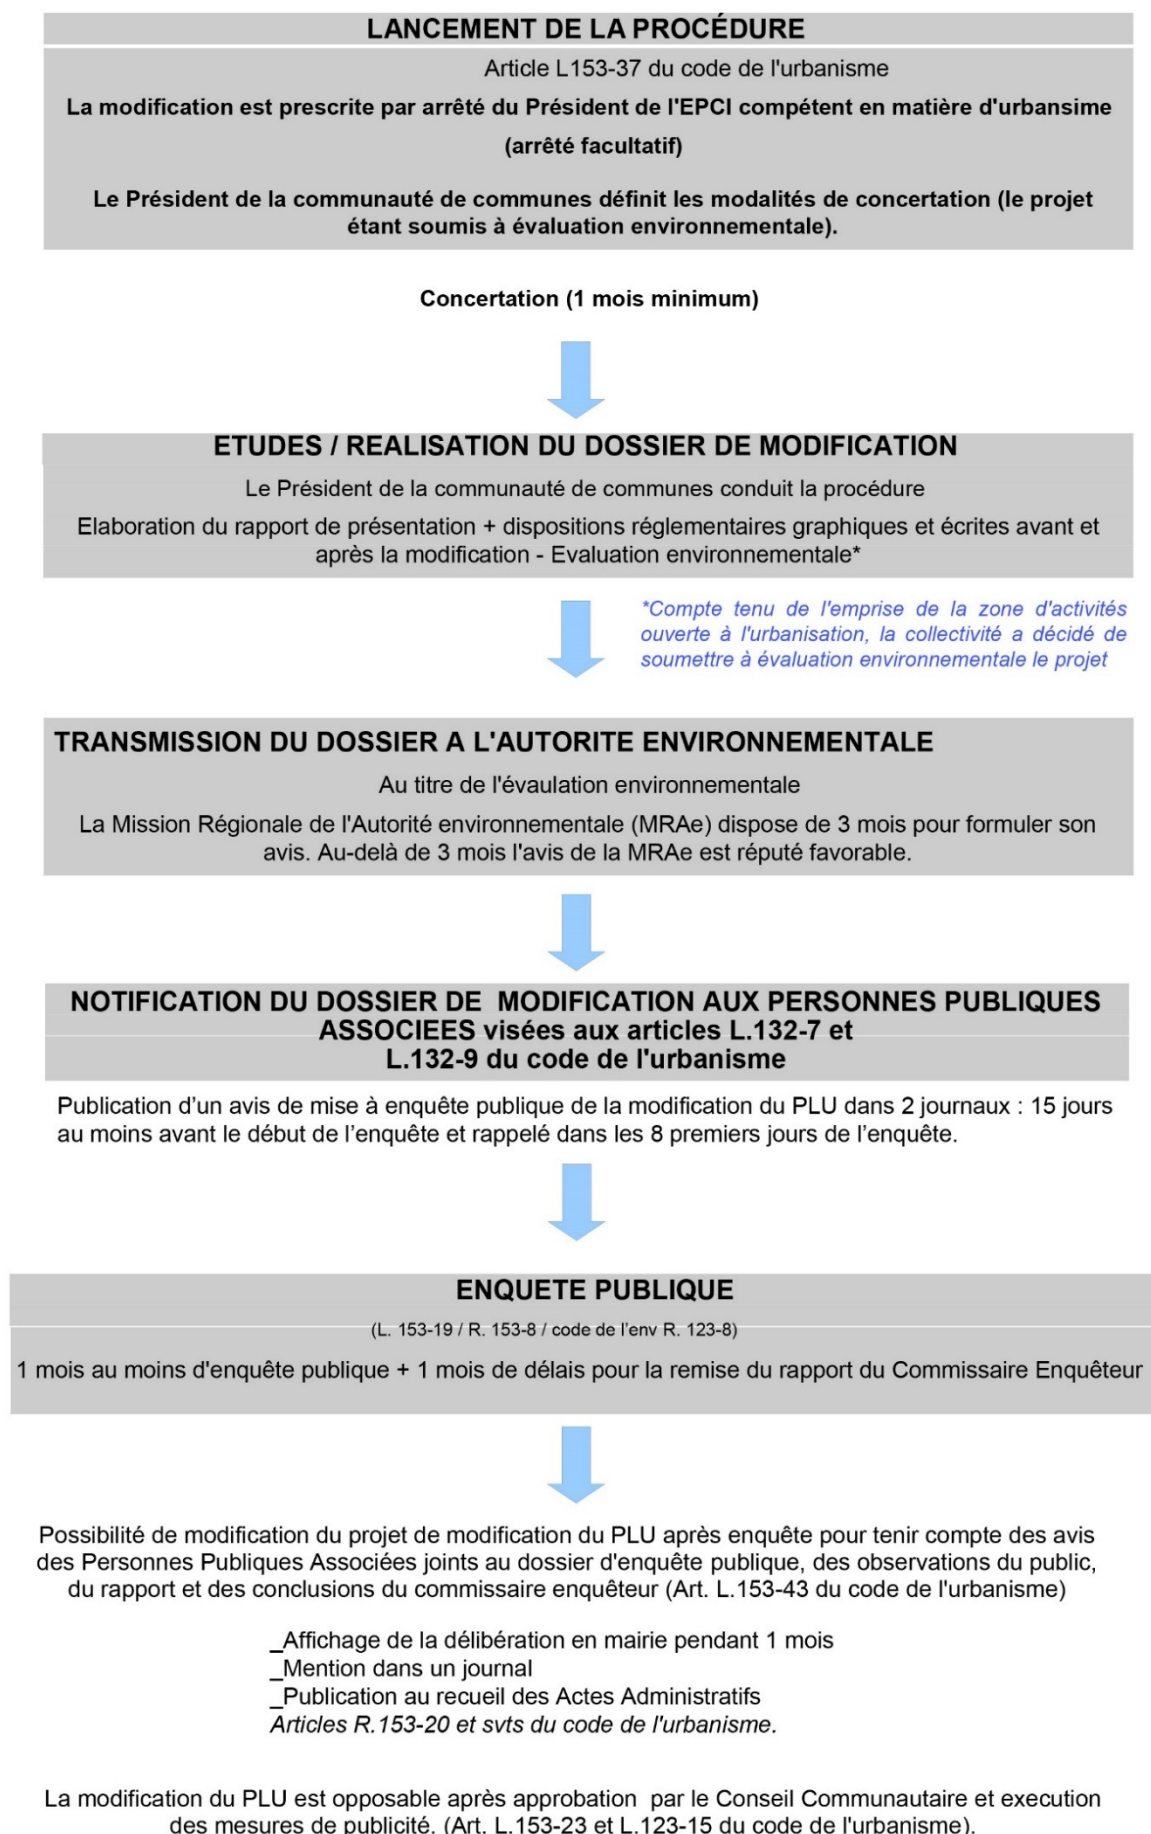 LANCEMENT DE LA PROCÉDURE
Article L153-37 du code de l'urbanisme
La modification est prescrite par arrêté du Président de l'EPCI compétent en matière d'urbansime
(arrêté facultatif)
Le Président de la communauté de communes définit les modalités de concertation (le projet
étant soumis à évaluation environnementale).
Concertation (1 mois minimum)
ETUDES / REALISATION DU DOSSIER DE MODIFICATION
Le Président de la communauté de communes conduit la procédure
Elaboration du rapport de présentation + dispositions réglementaires graphiques et écrites avant et
après la modification - Evaluation environnementale*
*Compte tenu de l'emprise de la zone d'activités
ouverte à l'urbanisation, la collectivité a décidé de
soumettre à évaluation environnementale le projet
TRANSMISSION DU DOSSIER A L'AUTORITE ENVIRONNEMENTALE
Au titre de l'évaulation environnementale
La Mission Régionale de l'Autorité environnementale (MRAe) dispose de 3 mois pour formuler son
avis. Au-delà de 3 mois l'avis de la MRAe est réputé favorable.
NOTIFICATION DU DOSSIER DE MODIFICATION AUX PERSONNES PUBLIQUES
ASSOCIEES visées aux articles L.132-7 et
L.132-9 du code de l'urbanisme
Publication d’un avis de mise à enquête publique de la modification du PLU dans 2 journaux : 15 jours
au moins avant le début de l’enquête et rappelé dans les 8 premiers jours de l’enquête.
ENQUETE PUBLIQUE
(L. 153-19 / R. 153-8 / code de l’env R. 123-8)
1 mois au moins d'enquête publique + 1 mois de délais pour la remise du rapport du Commissaire Enquêteur
Possibilité de modification du projet de modification du PLU après enquête pour tenir compte des avis
des Personnes Publiques Associées joints au dossier d'enquête publique, des observations du public,
du rapport et des conclusions du commissaire enquêteur (Art. L.153-43 du code de l'urbanisme)
_Affichage de la délibération en mairie pendant 1 mois
_Mention dans un journal
_Publication au recueil des Actes Administratifs
Articles R.153-20 et svts du code de l'urbanisme.
La modification du PLU est opposable après approbation par le Conseil Communautaire et execution
des mesures de publicité. (Art. L.153-23 et L.123-15 du code de l'urbanisme).